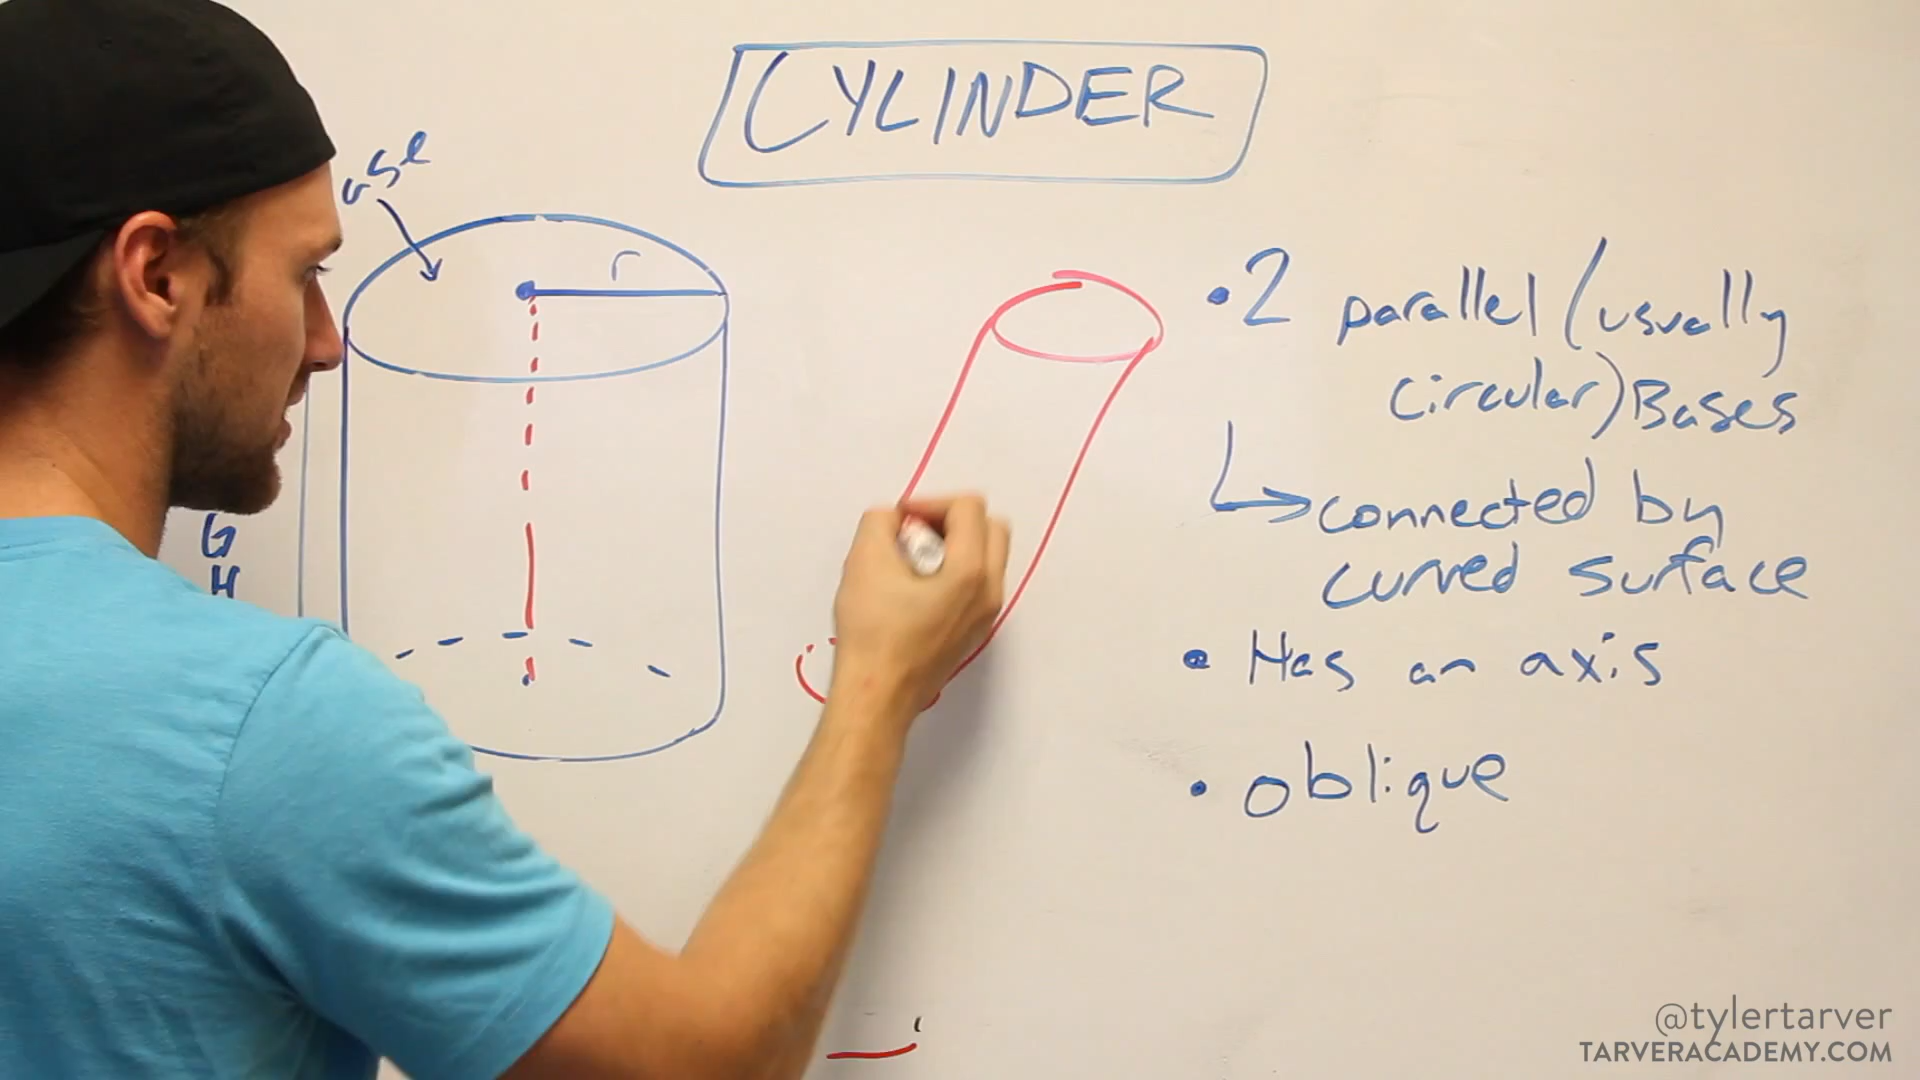 CYLINDER
ase
r
• 2 parallel (usually
circular) Bases
↳ connected by
curved surface
• Has an axis
• oblique
G
H
@tylertarver
TARVERACADEMY.COM